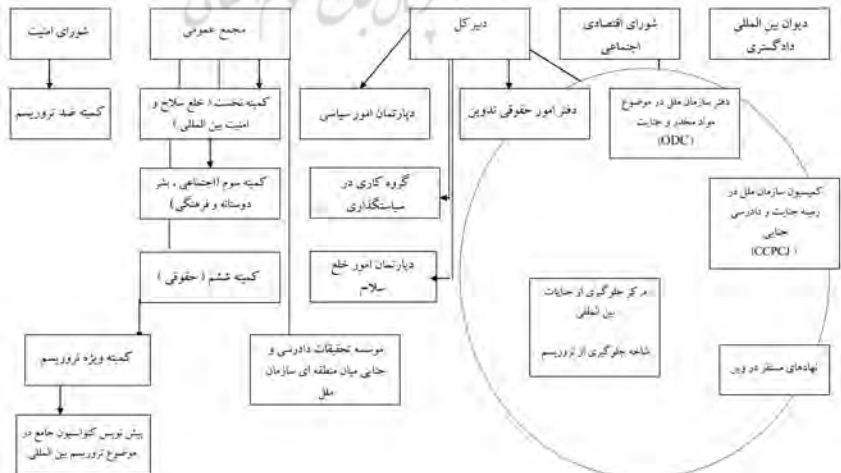 دیوان بین المللی
دادگستری
شورای اقتصادی
اجتماعی
دبیر کل
مجمع عمومی
شورای امنیت
دفتر سازمان ملل در موضوع
مواد مخدر و جنایت
(ODC)
دفتر امور حقوقی تدوین
دپارتمان امور سیاسی
کمیته نخست ( خلع سلاح و
امنیت بین المللی )
کمیته ضد تروریسم
کمیسیون سازمان ملل در
زمینه جنایت و دادرسی
جنایی
(CCPCJ )
گروه کاری در
سیاستگذاری
کمیته سوم (اجتماعی ، بشر
دوستانه و فرهنگی)
دپارتمان امور خلع
سلاح
کمیته ششم ( حقوقی )
مرکز جلوگیری از جنایات
بین المللی
شاخه جلوگیری از تروریسم
نهادهای مستقر در وین
موسسه تحقیقات دادرسی و
جنایی میان منطقه ای سازمان
ملل
کمیته ویژه تروریسم
پیش نویس کنوانسیون جامع در
موضوع تروریسم بین المللی